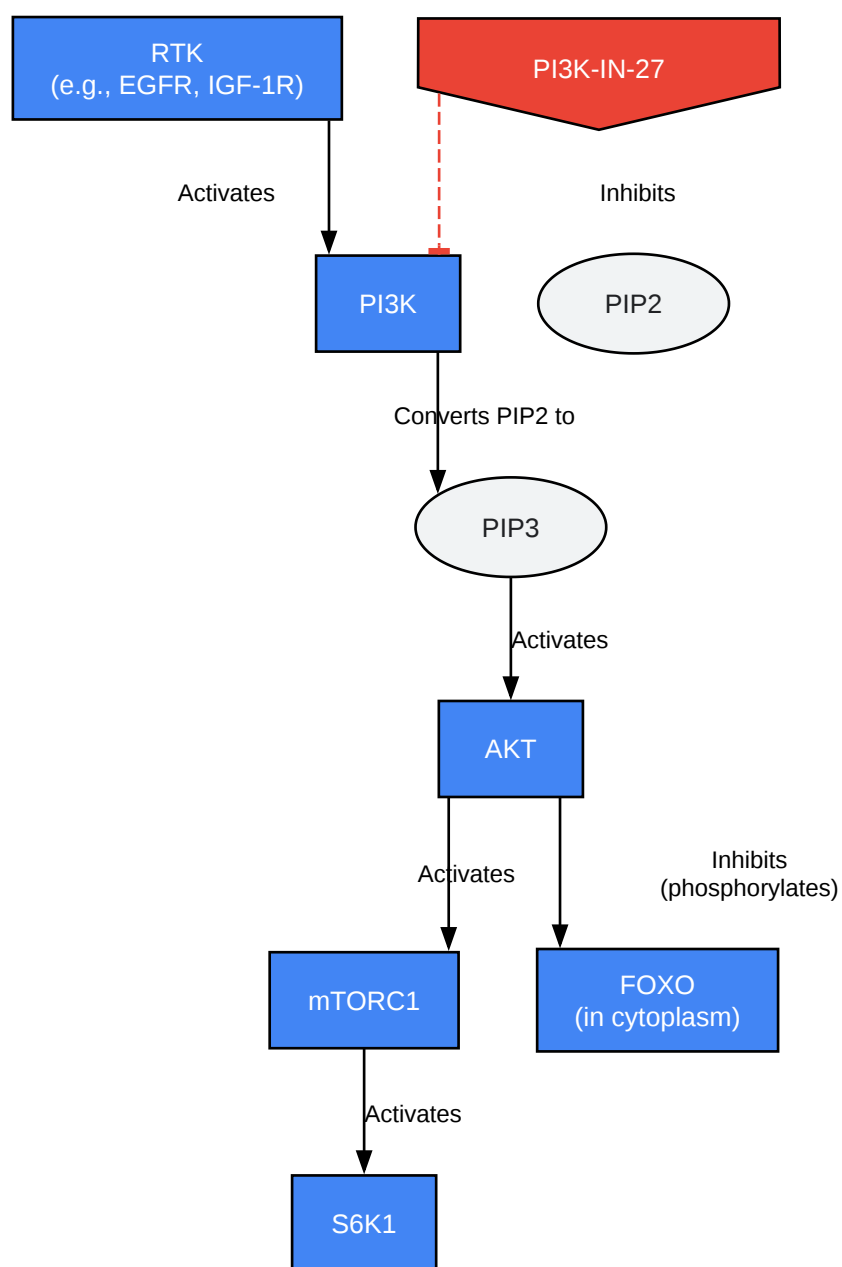 RTK
(e.g., EGFR, IGF-1R)
PI3K-IN-27
Activates
Inhibits
PI3K
PIP2
Converts PIP2 to
PIP3
Activates
AKT
Activates
Inhibits
(phosphorylates)
mTORC1
FOXO
(in cytoplasm)
Activates
S6K1